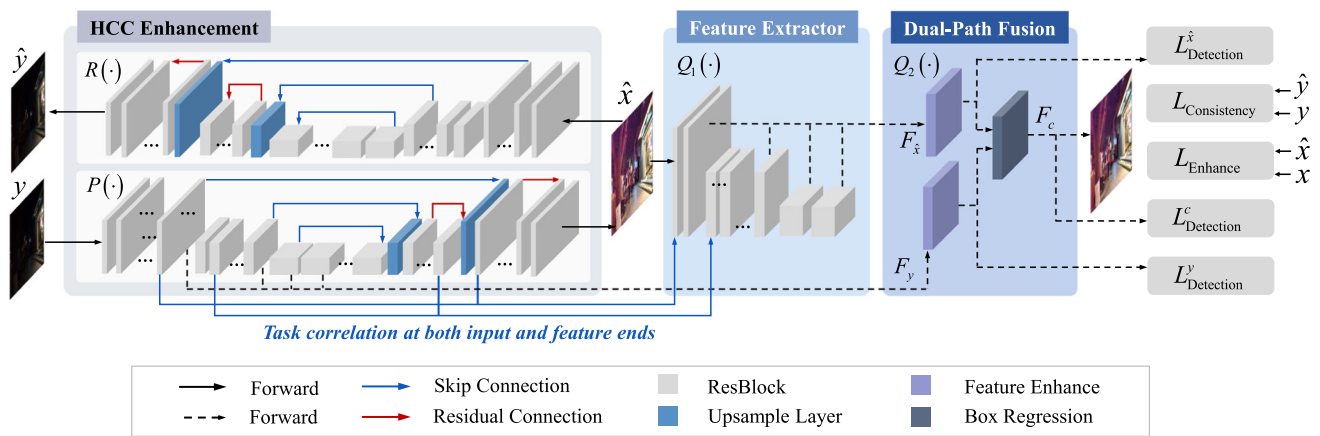 HCC Enhancement
Feature Extractor
Dual-Path Fusion
ŷ
R(·)
x̂
Q₁(·)
Q₂(·)
L^x̂_Detection
ŷ
L_Consistency
y
F_x̂
F_c
x̂
L_Enhance
x
y
P(·)
...
...
...
...
...
...
...
...
...
...
...
...
...
L^c_Detection
F_y
L^y_Detection
Task correlation at both input and feature ends
Forward
Skip Connection
ResBlock
Feature Enhance
Forward
Residual Connection
Upsample Layer
Box Regression